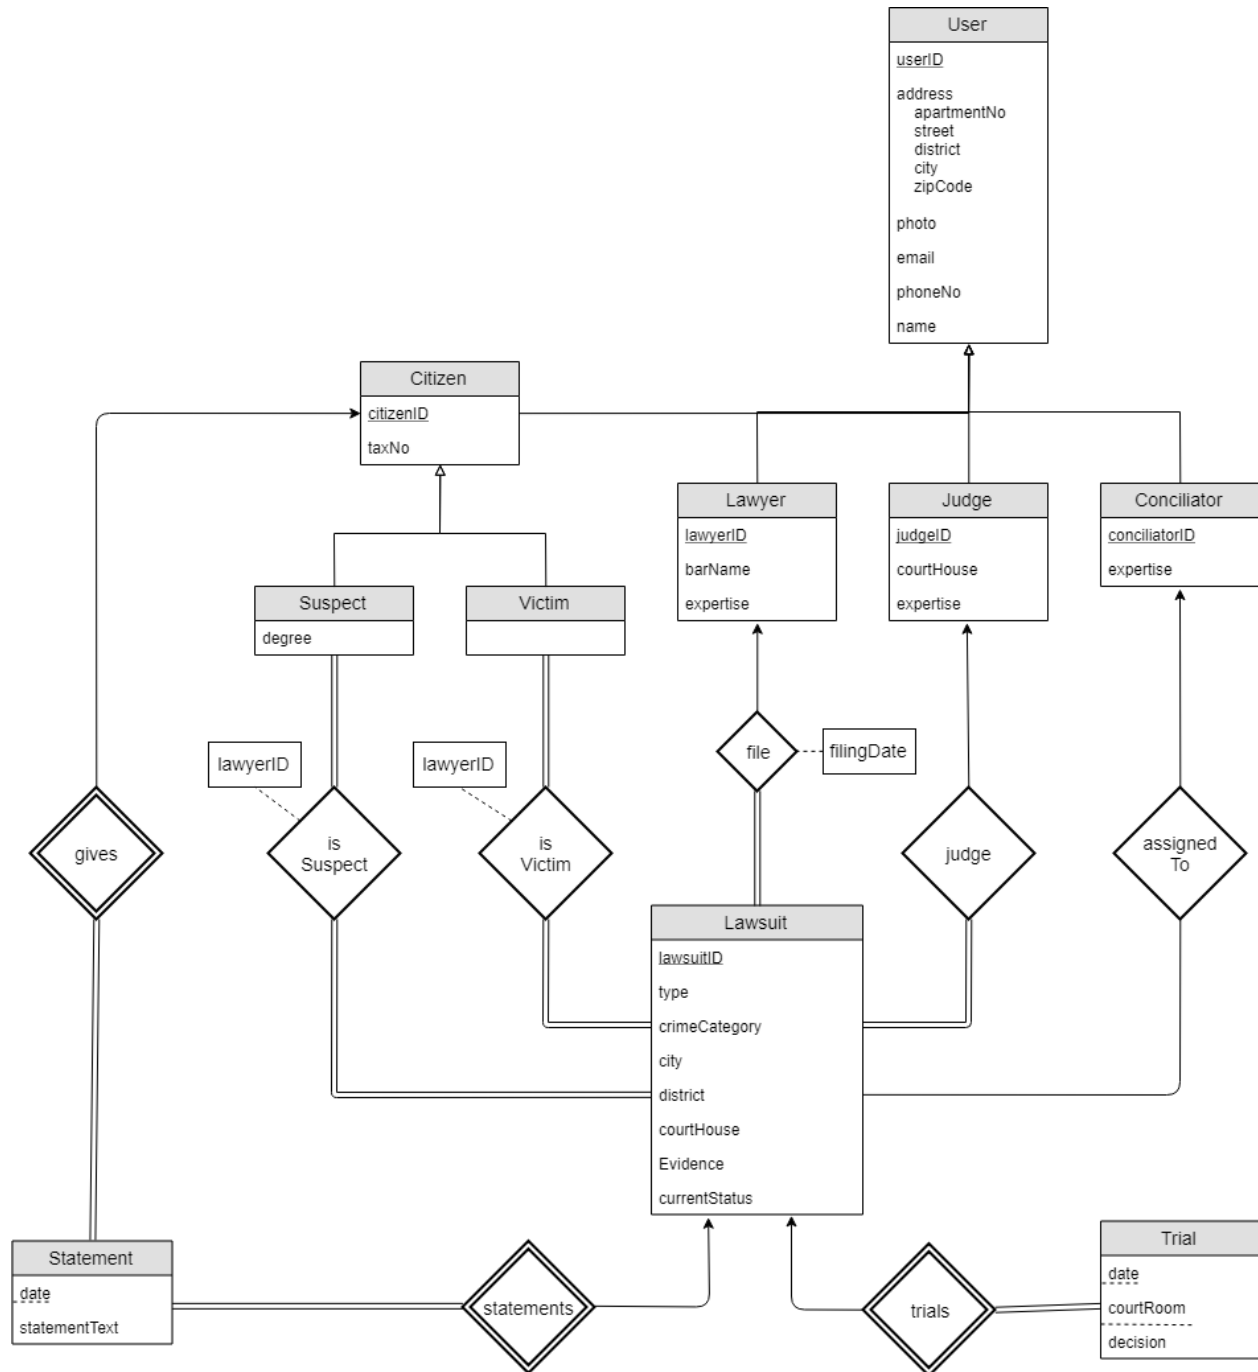 User
userID
address
apartmentNo
street
district
city
zipCode
photo
email
phoneNo
name
Citizen
citizenID
taxNo
Lawyer
lawyerID
barName
expertise
Judge
judgeID
courtHouse
expertise
Conciliator
conciliatorID
expertise
Suspect
degree
Victim
lawyerID
lawyerID
file
filingDate
gives
is
Suspect
is
Victim
judge
assigned
To
Lawsuit
lawsuitID
type
crimeCategory
city
district
courtHouse
Evidence
currentStatus
Statement
date
statementText
statements
trials
Trial
date
courtRoom
decision